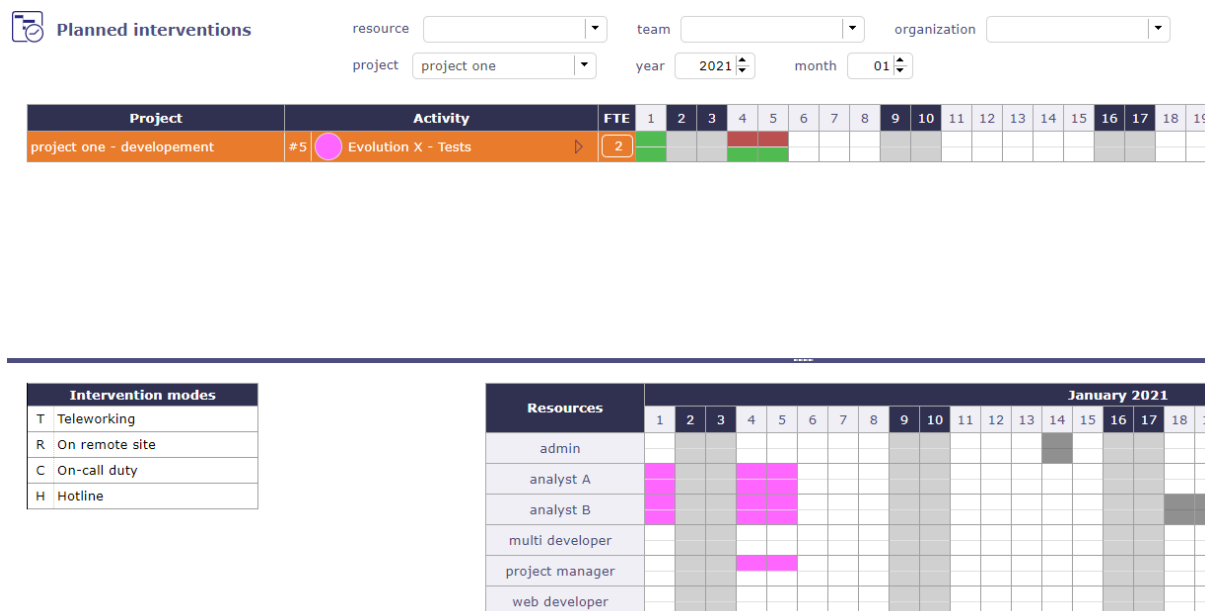 Planned interventions resource team organization
project project one year 2021 month 01
Project Activity FTE 1 2 3 4 5 6 7 8 9 10 11 12 13 14 15 16 17 18 19
project one - developement #5 Evolution X - Tests 2
Intervention modes
T Teleworking
R On remote site
C On-call duty
H Hotline
Resources January 2021
1 2 3 4 5 6 7 8 9 10 11 12 13 14 15 16 17 18
admin
analyst A
analyst B
multi developer
project manager
web developer